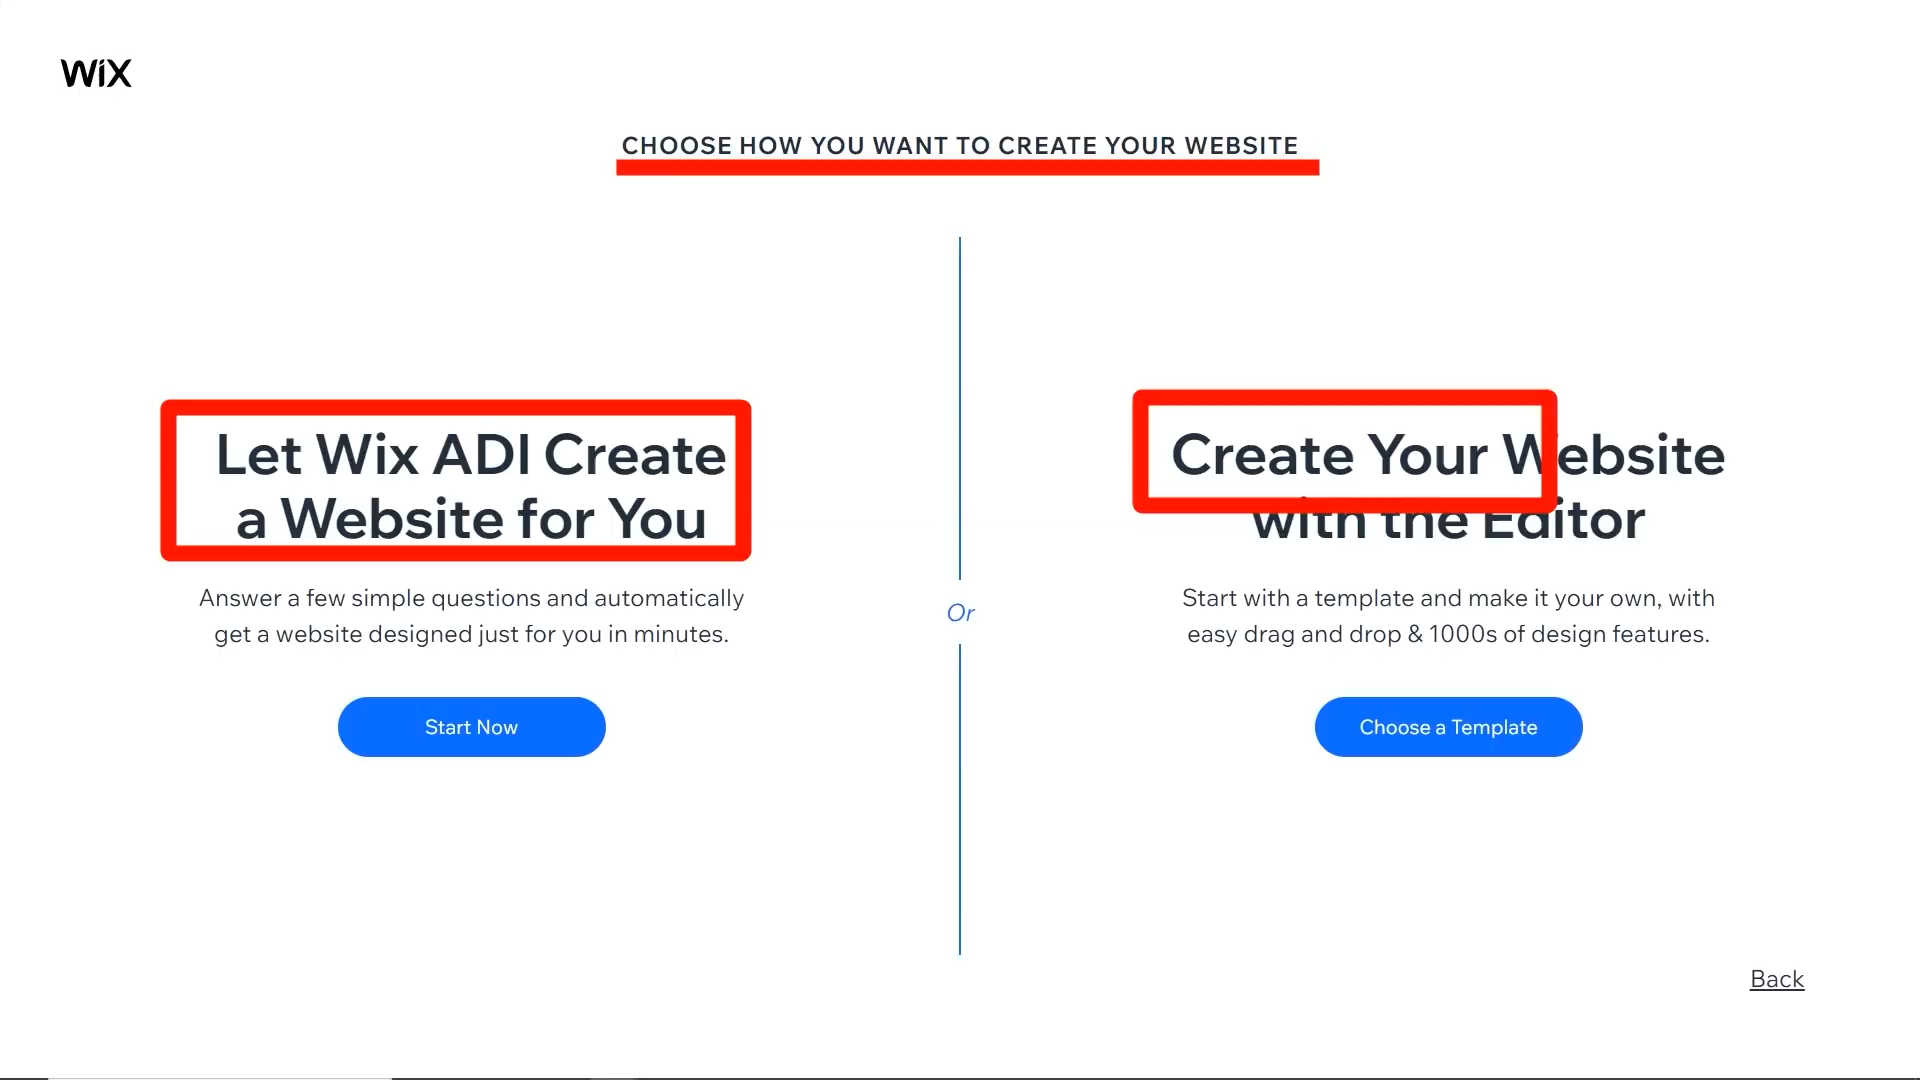 WiX
CHOOSE HOW YOU WANT TO CREATE YOUR WEBSITE
Let Wix ADI Create
a Website for You
Answer a few simple questions and automatically
get a website designed just for you in minutes.
Start Now
Or
Create Your Website
with the Editor
Start with a template and make it your own, with
easy drag and drop & 1000s of design features.
Choose a Template
Back